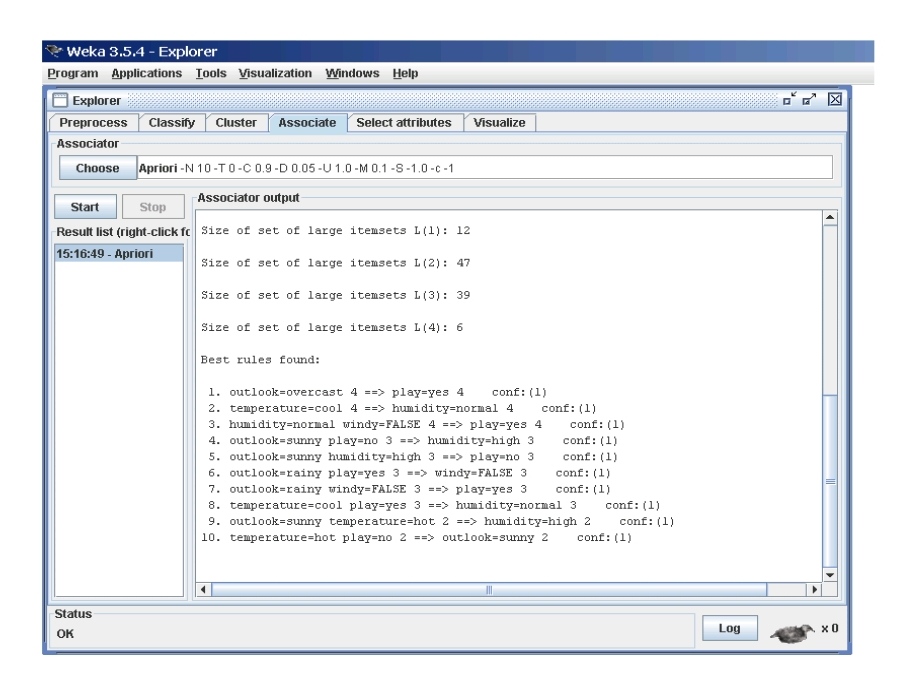 Weka 3.5.4 - Explorer
Program Applications Tools Visualization Windows Help
Explorer
Preprocess Classify Cluster Associate Select attributes Visualize
Associator
Choose Apriori -N 10 -T 0 -C 0.9 -D 0.05 -U 1.0 -M 0.1 -S -1.0 -c -1
Start Stop
Result list (right-click fo
15:16:49 - Apriori
Associator output
Size of set of large itemsets L(1): 12
Size of set of large itemsets L(2): 47
Size of set of large itemsets L(3): 39
Size of set of large itemsets L(4): 6
Best rules found:
1. outlook=overcast 4 ==> play=yes 4 conf:(1)
2. temperature=cool 4 ==> humidity=normal 4 conf:(1)
3. humidity=normal windy=FALSE 4 ==> play=yes 4 conf:(1)
4. outlook=sunny play=no 3 ==> humidity=high 3 conf:(1)
5. outlook=sunny humidity=high 3 ==> play=no 3 conf:(1)
6. outlook=rainy play=yes 3 ==> windy=FALSE 3 conf:(1)
7. outlook=rainy windy=FALSE 3 ==> play=yes 3 conf:(1)
8. temperature=cool play=yes 3 ==> humidity=normal 3 conf:(1)
9. outlook=sunny temperature=hot 2 ==> humidity=high 2 conf:(1)
10. temperature=hot play=no 2 ==> outlook=sunny 2 conf:(1)
Status
OK
Log x 0